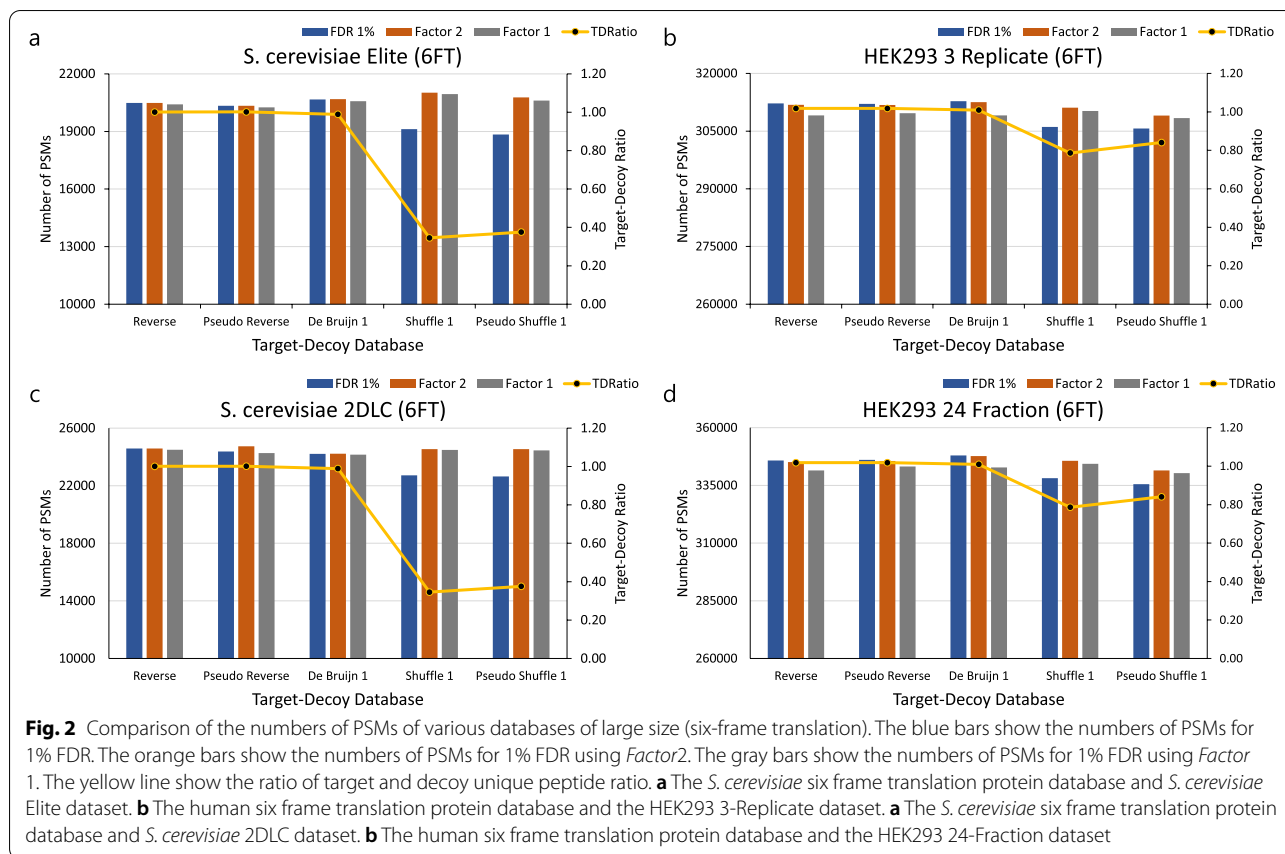 a
FDR 1% Factor 2 Factor 1 TDRatio
S. cerevisiae Elite (6FT)
22000
19000
16000
13000
10000
Number of PSMs
1.20
1.00
0.80
0.60
0.40
0.20
0.00
Target-Decoy Ratio
Reverse Pseudo Reverse De Bruijn 1 Shuffle 1 Pseudo Shuffle 1
Target-Decoy Database
b
FDR 1% Factor 2 Factor 1 TDRatio
HEK293 3 Replicate (6FT)
320000
305000
290000
275000
260000
Number of PSMs
1.20
1.00
0.80
0.60
0.40
0.20
0.00
Target-Decoy Ratio
Reverse Pseudo Reverse De Bruijn 1 Shuffle 1 Pseudo Shuffle 1
Target-Decoy Database
c
FDR 1% Factor 2 Factor 1 TDRatio
S. cerevisiae 2DLC (6FT)
26000
22000
18000
14000
10000
Number of PSMs
1.20
1.00
0.80
0.60
0.40
0.20
0.00
Target-Decoy Ratio
Reverse Pseudo Reverse De Bruijn 1 Shuffle 1 Pseudo Shuffle 1
Target-Decoy Database
d
FDR 1% Factor 2 Factor 1 TDRatio
HEK293 24 Fraction (6FT)
360000
335000
310000
285000
260000
Number of PSMs
1.20
1.00
0.80
0.60
0.40
0.20
0.00
Target-Decoy Ratio
Reverse Pseudo Reverse De Bruijn 1 Shuffle 1 Pseudo Shuffle 1
Target-Decoy Database
Fig. 2 Comparison of the numbers of PSMs of various databases of large size (six-frame translation). The blue bars show the numbers of PSMs for
1% FDR. The orange bars show the numbers of PSMs for 1% FDR using Factor2. The gray bars show the numbers of PSMs for 1% FDR using Factor
1. The yellow line show the ratio of target and decoy unique peptide ratio. a The S. cerevisiae six frame translation protein database and S. cerevisiae
Elite dataset. b The human six frame translation protein database and the HEK293 3-Replicate dataset. a The S. cerevisiae six frame translation protein
database and S. cerevisiae 2DLC dataset. b The human six frame translation protein database and the HEK293 24-Fraction dataset